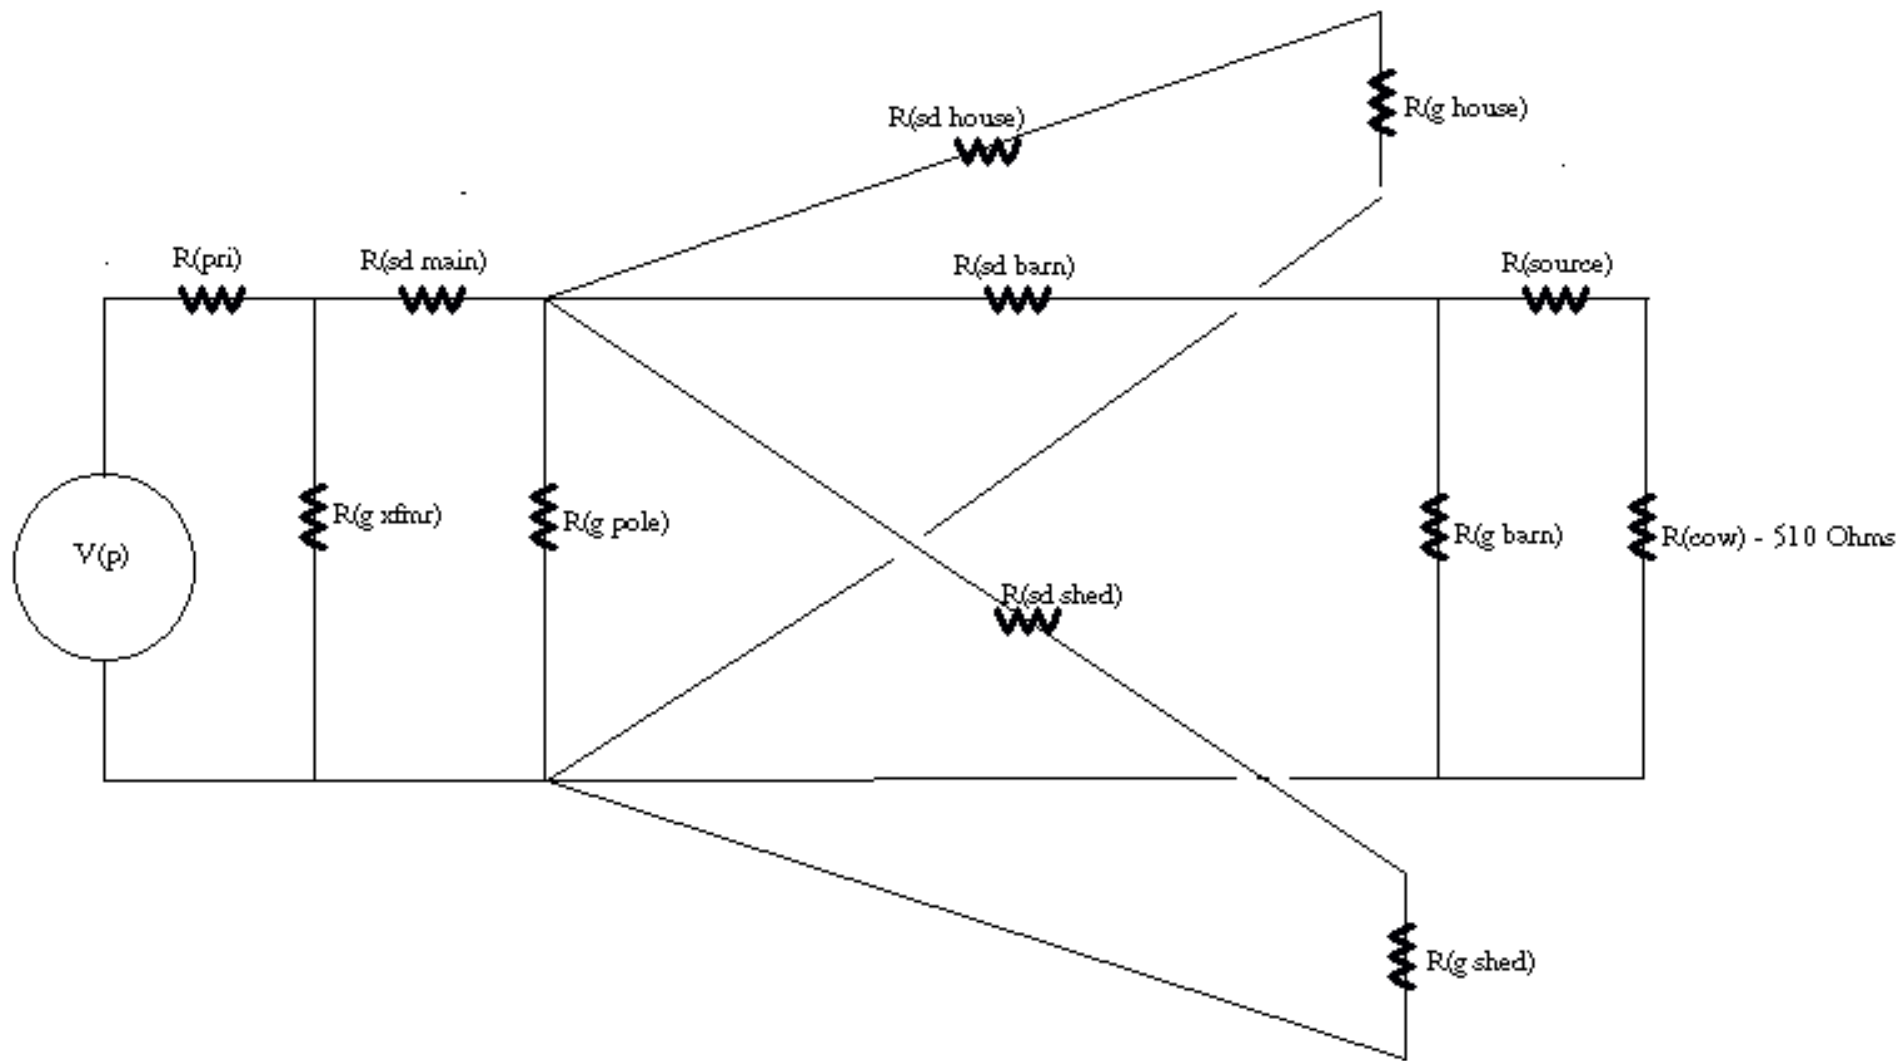 R(sd house)
R(g house)
R(pri)
R(sd main)
R(sd barn)
R(source)
V(p)
R(g xfmr)
R(g pole)
R(g barn)
R(cow) - 510 Ohms
R(sd shed)
R(g shed)